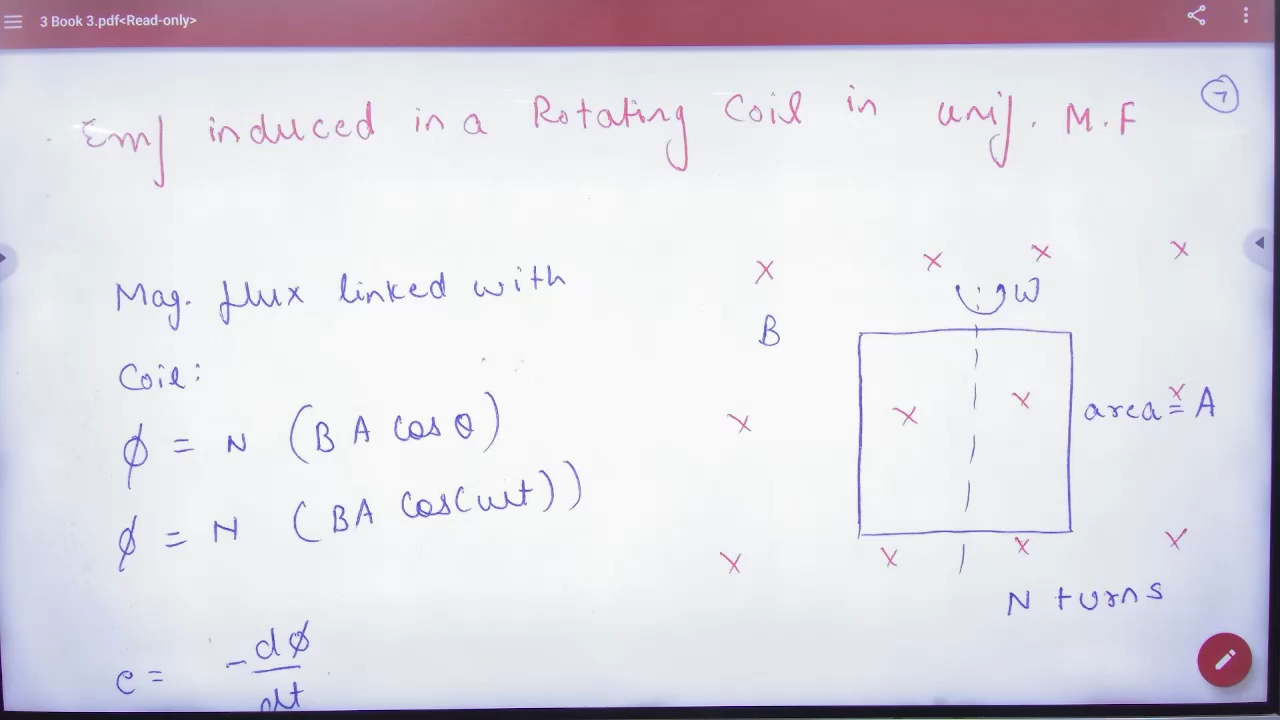 3 Book 3.pdf<Read-only>
Emf induced in a Rotating Coil in unif. M.F
7
Mag. flux linked with
Coil:
ϕ = N (B A Cos θ)
ϕ = N (BA Cos(wt))
e = -dϕ/dt
x x x x
w
B
x x x x
area = A
x x x x
N turns